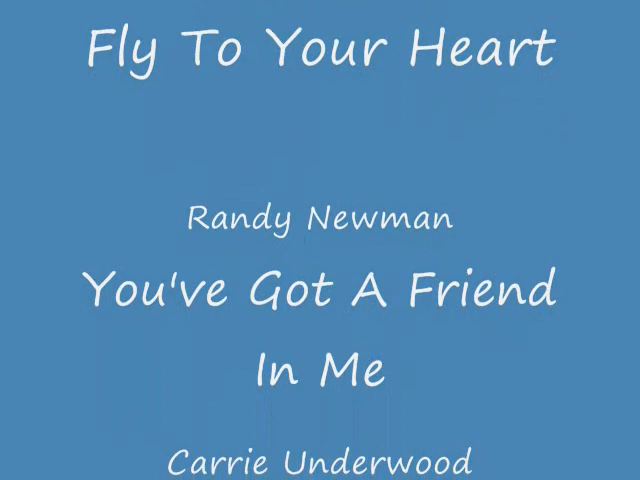 Fly To Your Heart
Randy Newman
You've Got A Friend
In Me
Carrie Underwood